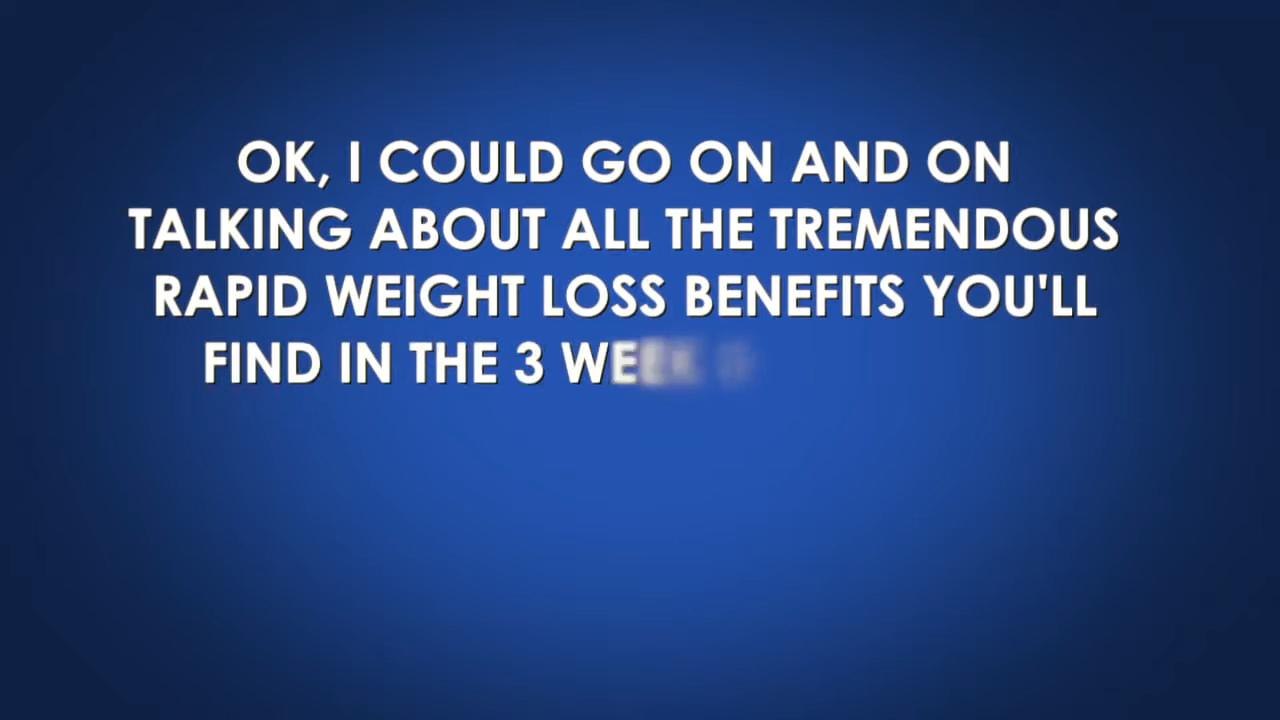 OK, I COULD GO ON AND ON
TALKING ABOUT ALL THE TREMENDOUS
RAPID WEIGHT LOSS BENEFITS YOU'LL
FIND IN THE 3 WEEK